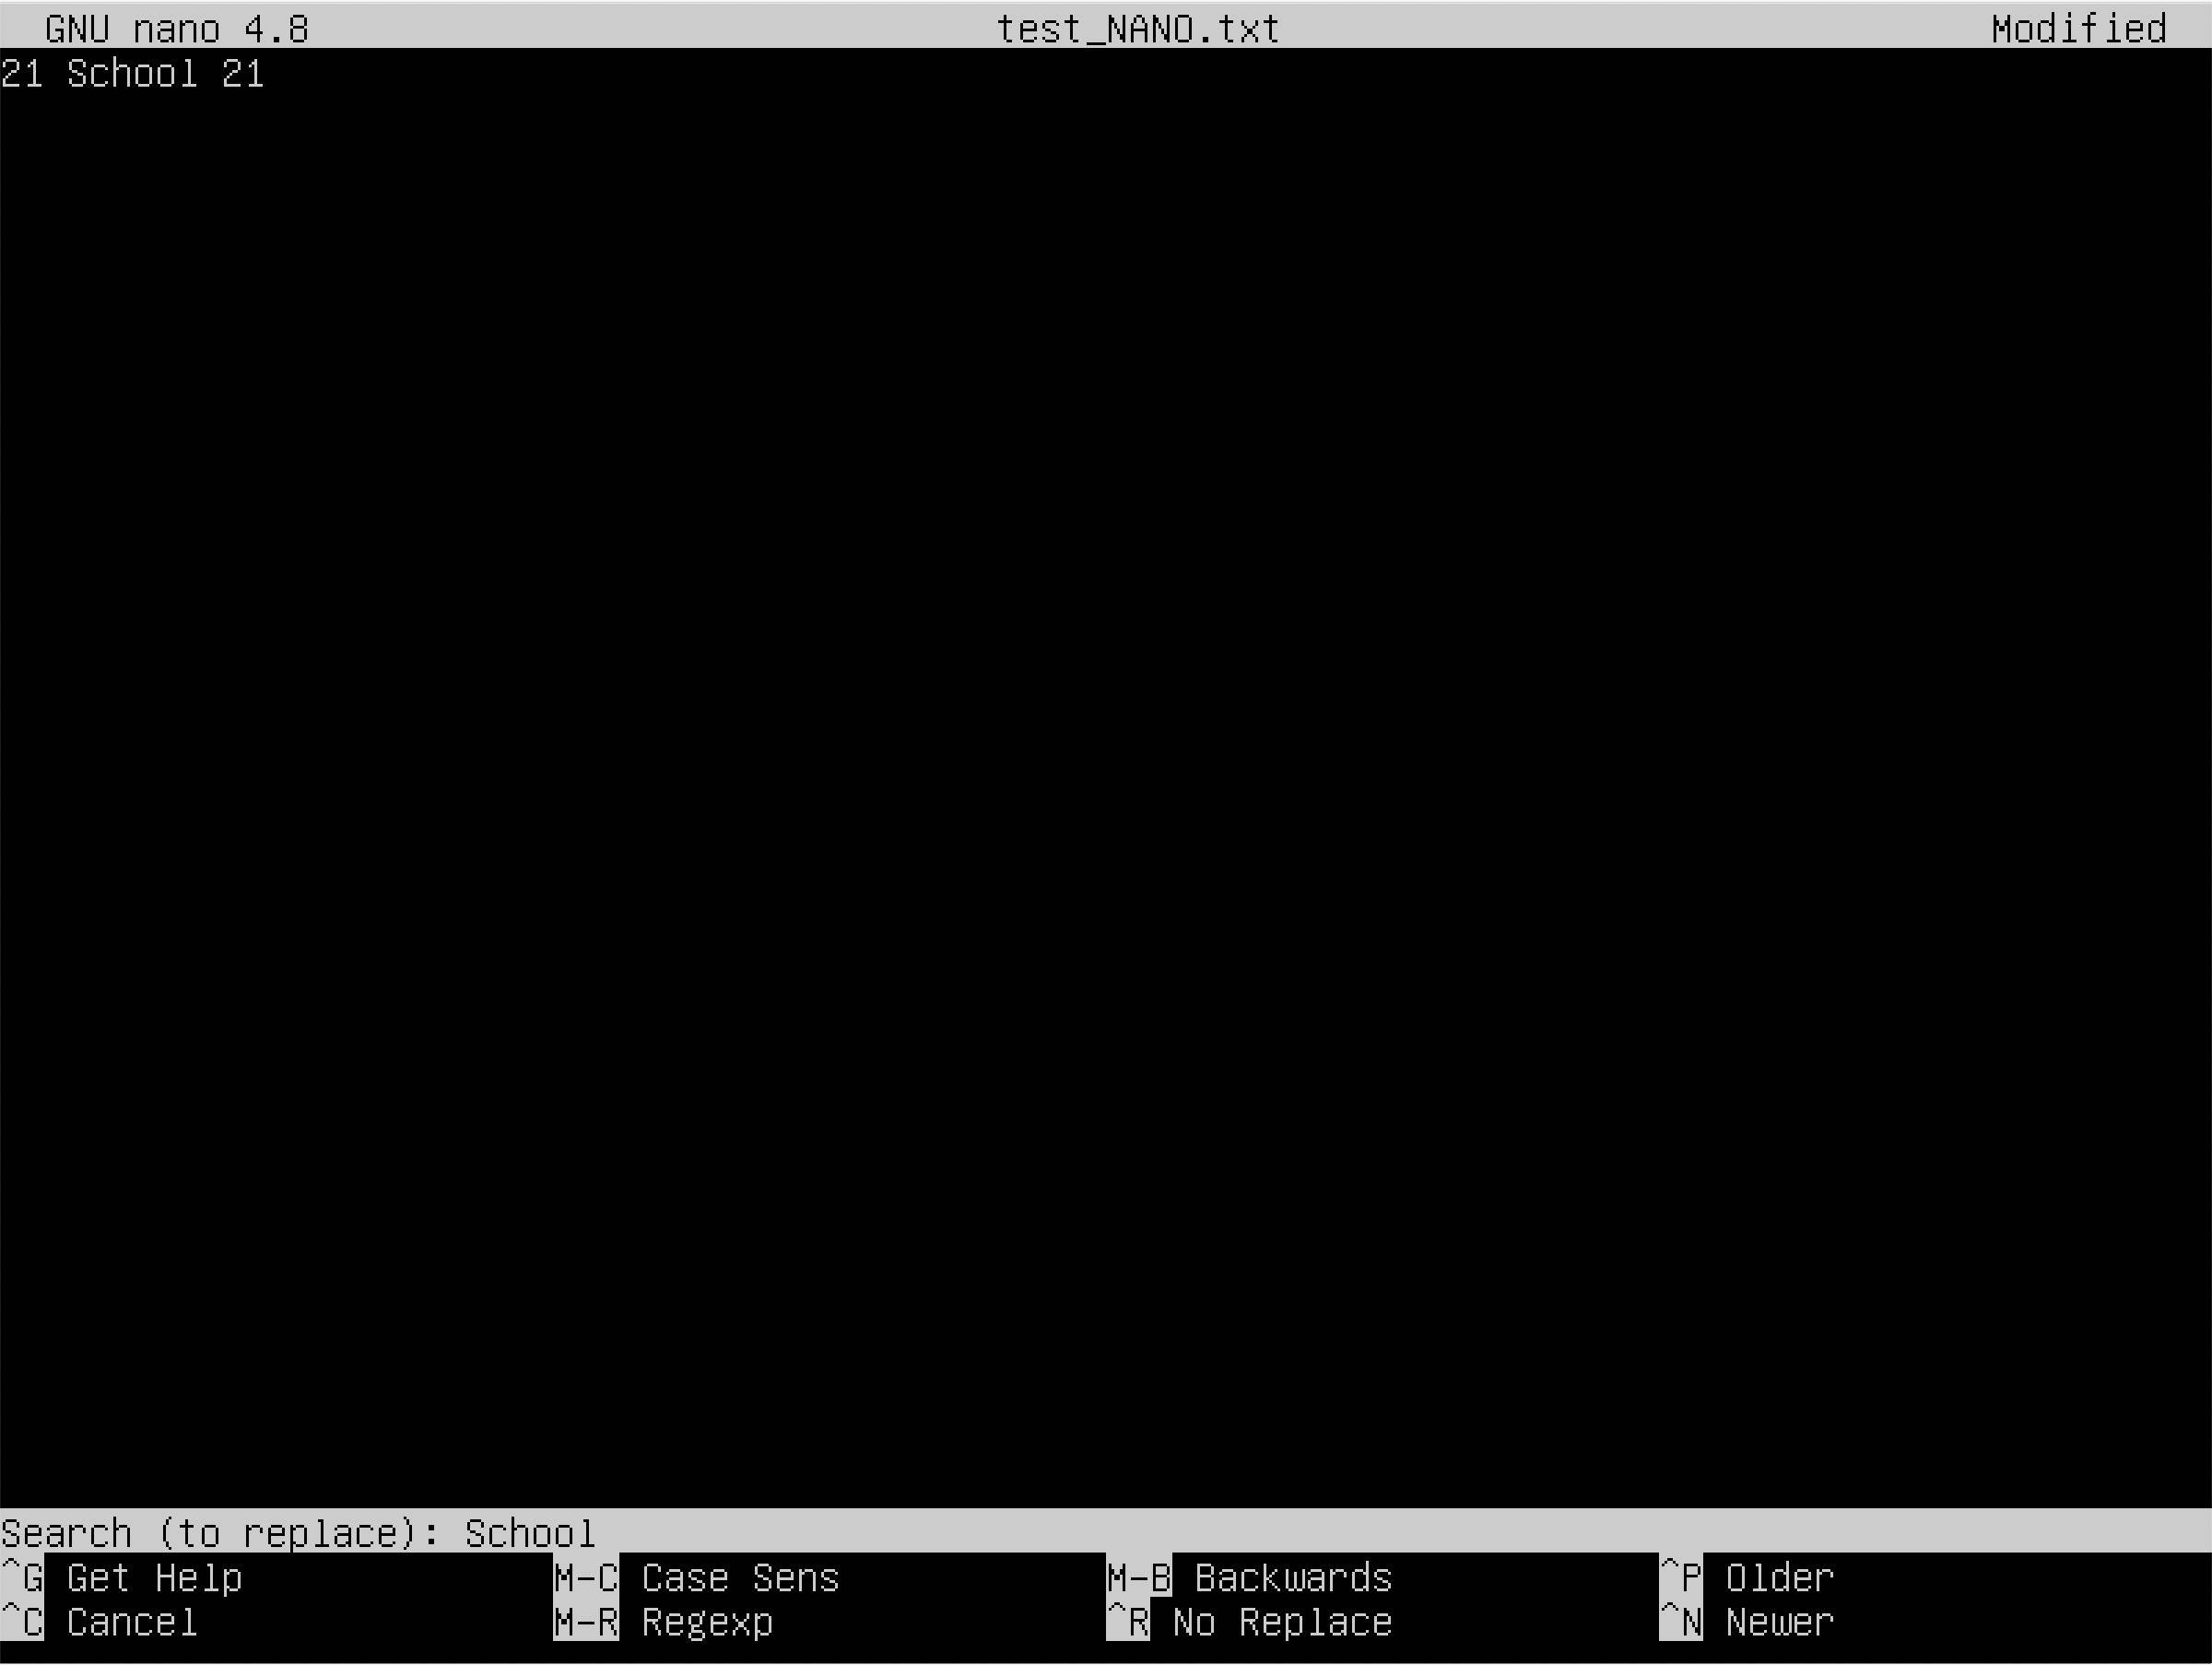 GNU nano 4.8 test_NANO.txt Modified
21 School 21
Search (to replace): School
^G Get Help M-C Case Sens M-B Backwards ^P Older
^C Cancel M-R Regexp ^R No Replace ^N Newer